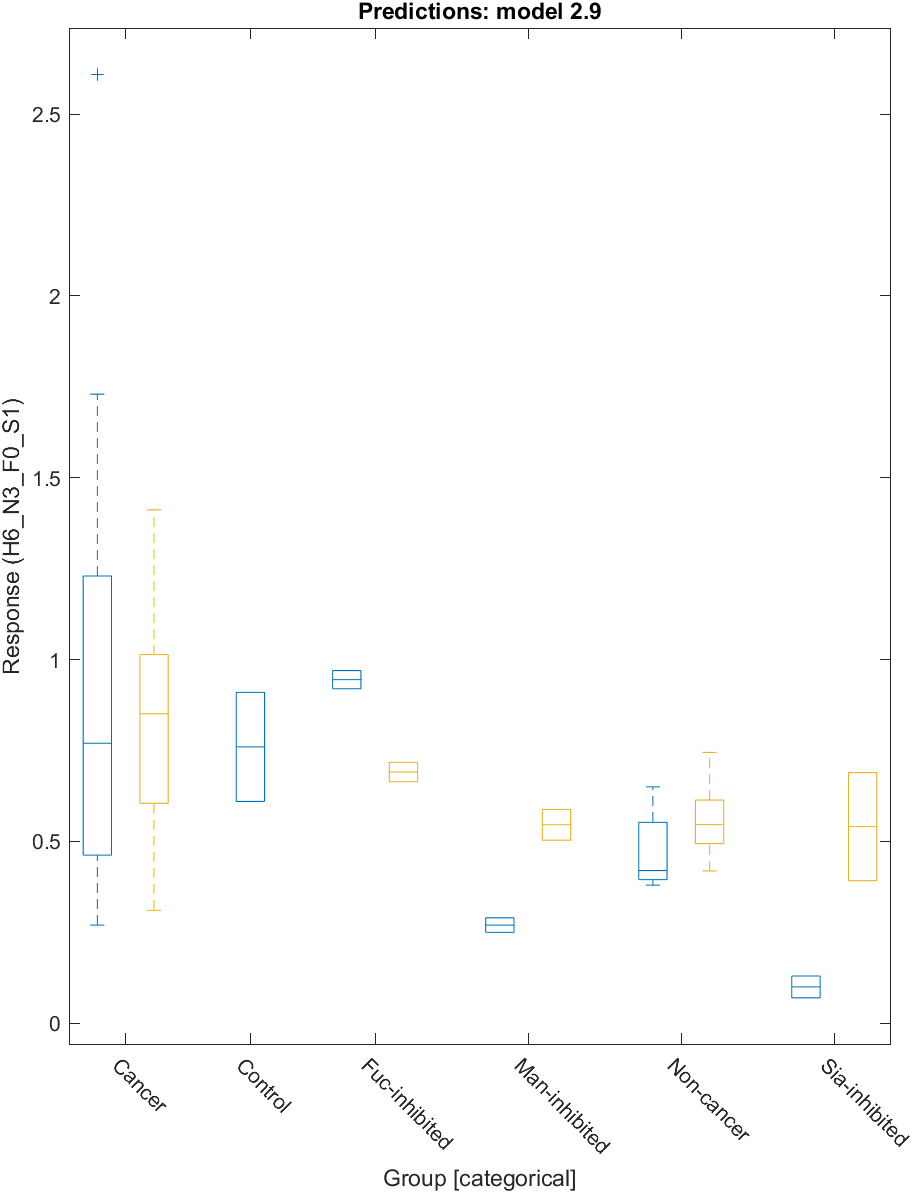 Predictions: model 2.9
2.5
2
1.5
1
0.5
0
Response (H6_N3_F0_S1)
Cancer
Control
Fuc-inhibited
Man-inhibited
Non-cancer
Sia-inhibited
Group [categorical]